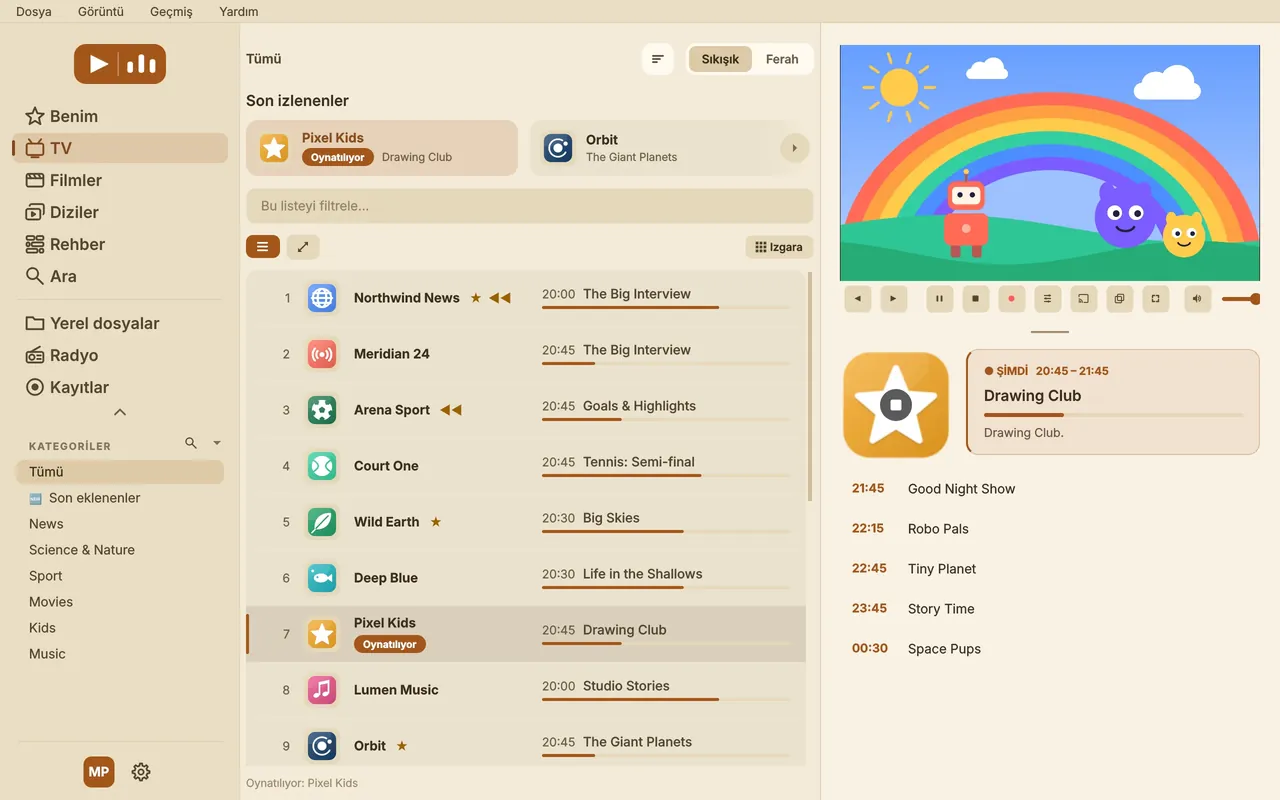 Dosya Görüntü Geçmiş Yardım
Benim
TV
Filmler
Diziler
Rehber
Ara
Yerel dosyalar
Radyo
Kayıtlar
KATEGORİLER
Tümü
Son eklenenler
News
Science & Nature
Sport
Movies
Kids
Music
MP
Tümü
Sıkışık Ferah
Son izlenenler
Pixel Kids
Oynatılıyor Drawing Club
Orbit
The Giant Planets
Bu listeyi filtrele...
Izgara
1 Northwind News 20:00 The Big Interview
2 Meridian 24 20:45 The Big Interview
3 Arena Sport 20:45 Goals & Highlights
4 Court One 20:45 Tennis: Semi-final
5 Wild Earth 20:30 Big Skies
6 Deep Blue 20:30 Life in the Shallows
7 Pixel Kids 20:45 Drawing Club
Oynatılıyor
8 Lumen Music 20:00 Studio Stories
9 Orbit 20:45 The Giant Planets
Oynatılıyor: Pixel Kids
ŞİMDİ 20:45 – 21:45
Drawing Club
Drawing Club.
21:45 Good Night Show
22:15 Robo Pals
22:45 Tiny Planet
23:45 Story Time
00:30 Space Pups